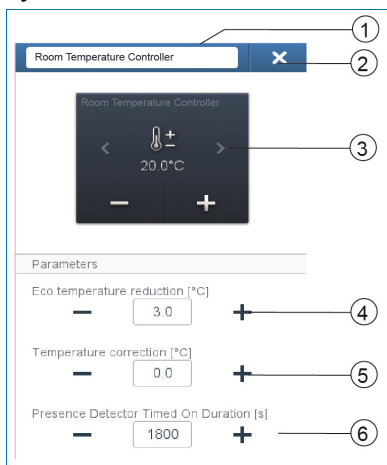 1
Room Temperature Controller
2
Room Temperature Controller
3
20.0°C
Parameters
Eco temperature reduction [°C]
3.0
4
Temperature correction [°C]
0.0
5
Presence Detector Timed On Duration [s]
1800
6